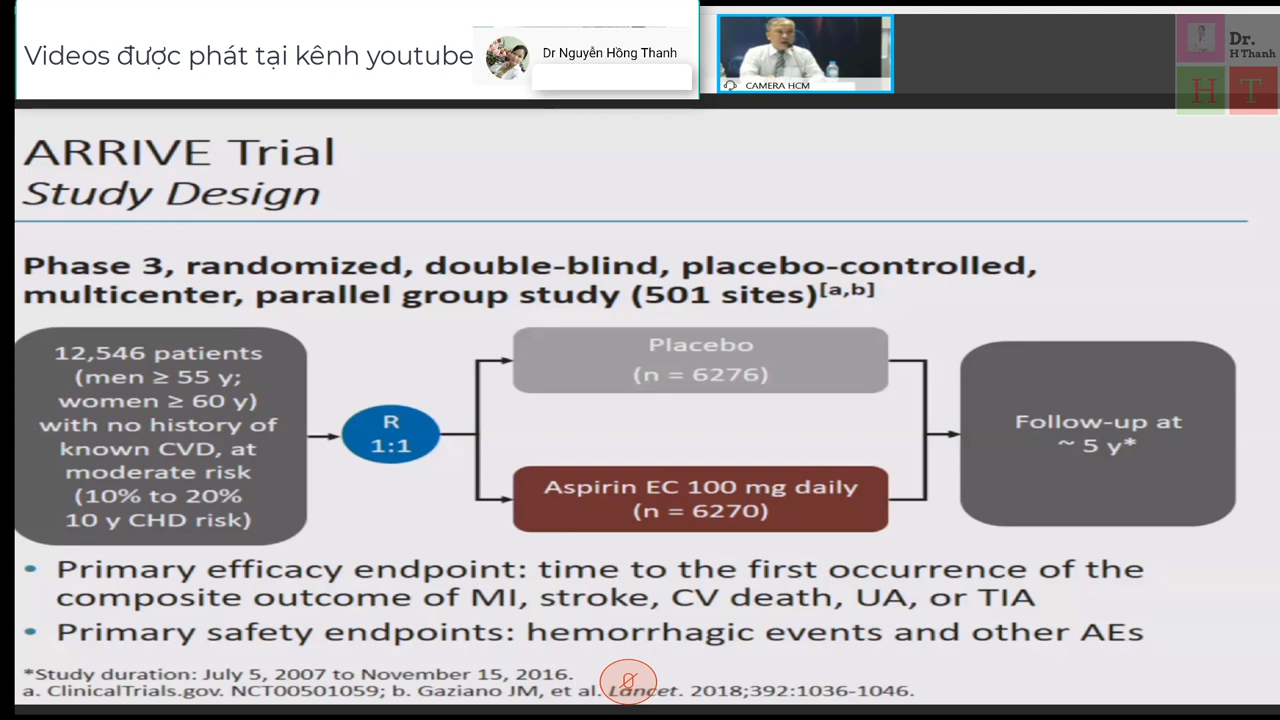 Videos được phát tại kênh youtube
Dr Nguyễn Hồng Thanh
CAMERA HCM
Dr.
H Thanh
H T
ARRIVE Trial
Study Design
Phase 3, randomized, double-blind, placebo-controlled,
multicenter, parallel group study (501 sites)[a,b]
12,546 patients
(men ≥ 55 y;
women ≥ 60 y)
with no history of
known CVD, at
moderate risk
(10% to 20%
10 y CHD risk)
R
1:1
Placebo
(n = 6276)
Aspirin EC 100 mg daily
(n = 6270)
Follow-up at
~ 5 y*
• Primary efficacy endpoint: time to the first occurrence of the
composite outcome of MI, stroke, CV death, UA, or TIA
• Primary safety endpoints: hemorrhagic events and other AEs
*Study duration: July 5, 2007 to November 15, 2016.
a. ClinicalTrials.gov. NCT00501059; b. Gaziano JM, et al. Lancet. 2018;392:1036-1046.